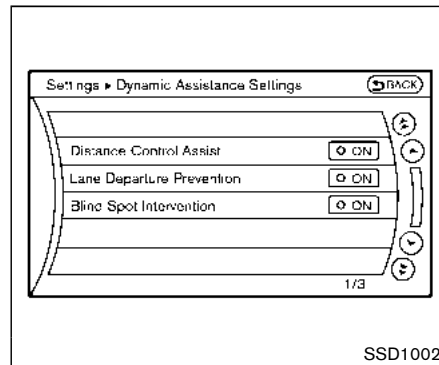 Settings ▸ Dynamic Assistance Settings BACK
Distance Control Assist ON
Lane Departure Prevention ON
Blind Spot Intervention ON
1/3
SSD1002